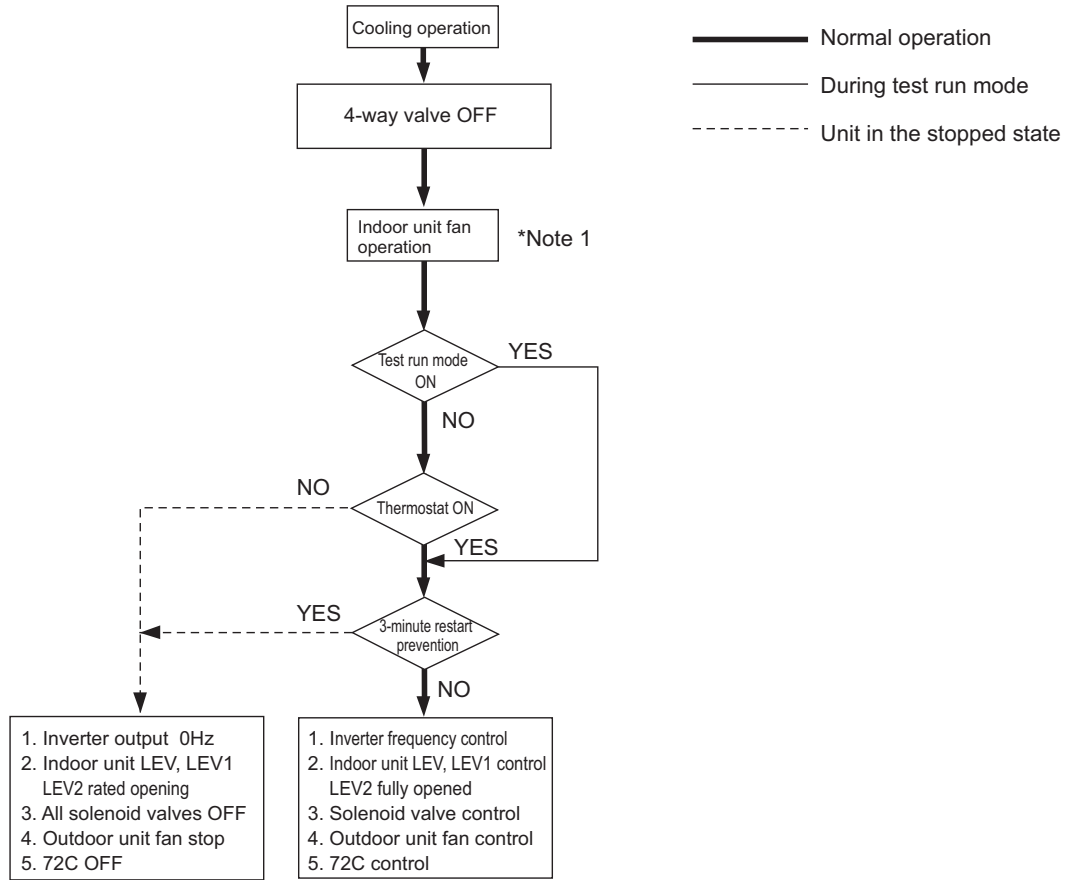 Cooling operation
Normal operation
During test run mode
Unit in the stopped state
4-way valve OFF
Indoor unit fan
operation
*Note 1
Test run mode
ON
YES
NO
NO
Thermostat ON
YES
YES
3-minute restart
prevention
NO
1. Inverter output 0Hz
2. Indoor unit LEV, LEV1
LEV2 rated opening
3. All solenoid valves OFF
4. Outdoor unit fan stop
5. 72C OFF
1. Inverter frequency control
2. Indoor unit LEV, LEV1 control
LEV2 fully opened
3. Solenoid valve control
4. Outdoor unit fan control
5. 72C control